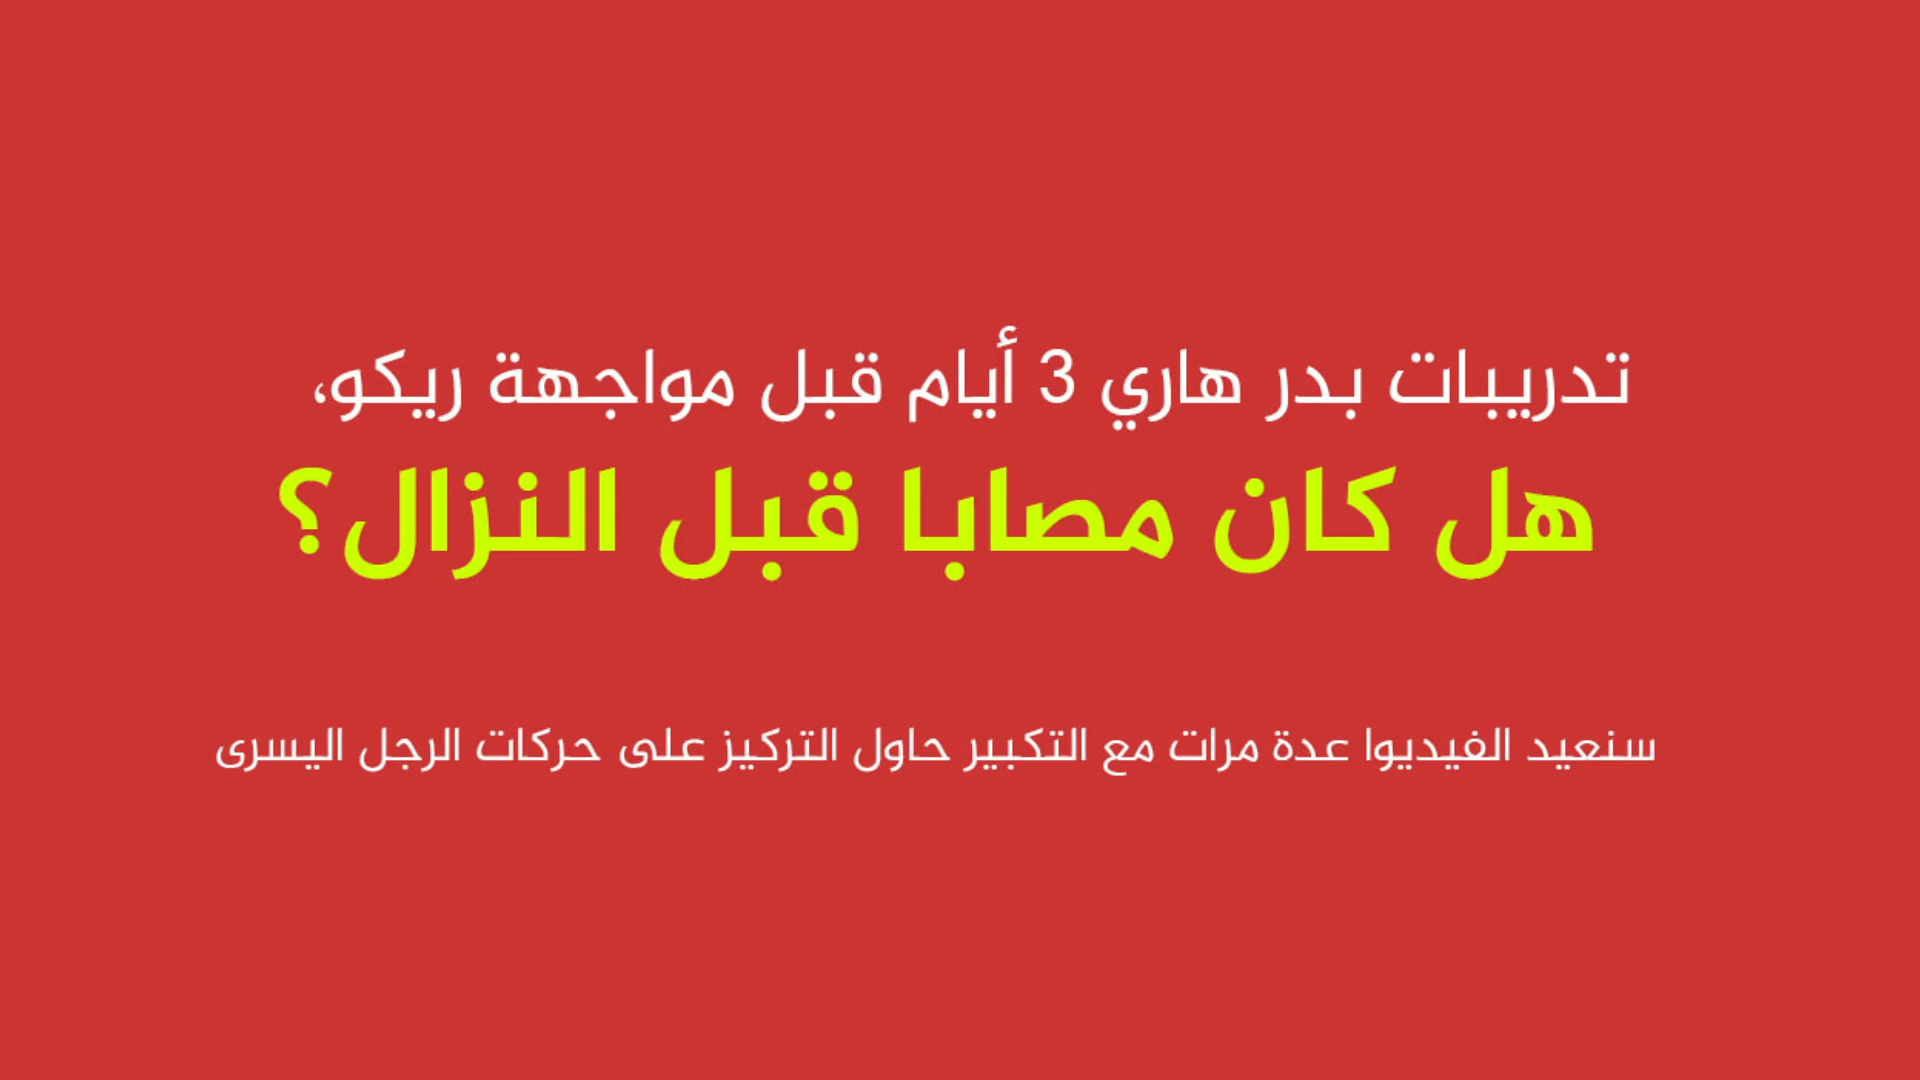 تدريبات بدر هاري 3 أيام قبل مواجهة ريكو،
هل كان مصابا قبل النزال؟
سنعيد الفيديوا عدة مرات مع التكبير حاول التركيز على حركات الرجل اليسرى